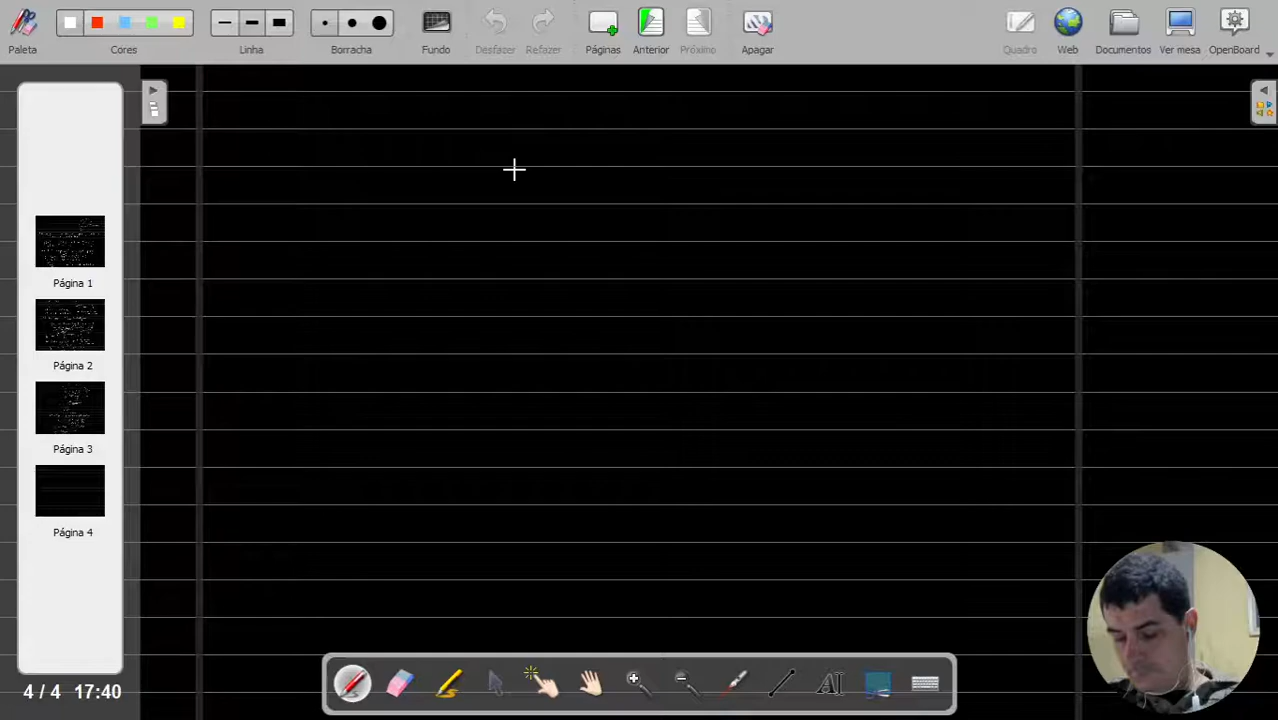 Paleta
Cores
Linha
Borracha
Fundo
Desfazer
Refazer
Páginas
Anterior
Próximo
Apagar
Quadro
Web
Documentos
Ver mesa
OpenBoard
Página 1
Página 2
Página 3
Página 4
4 / 4 17:40
AI